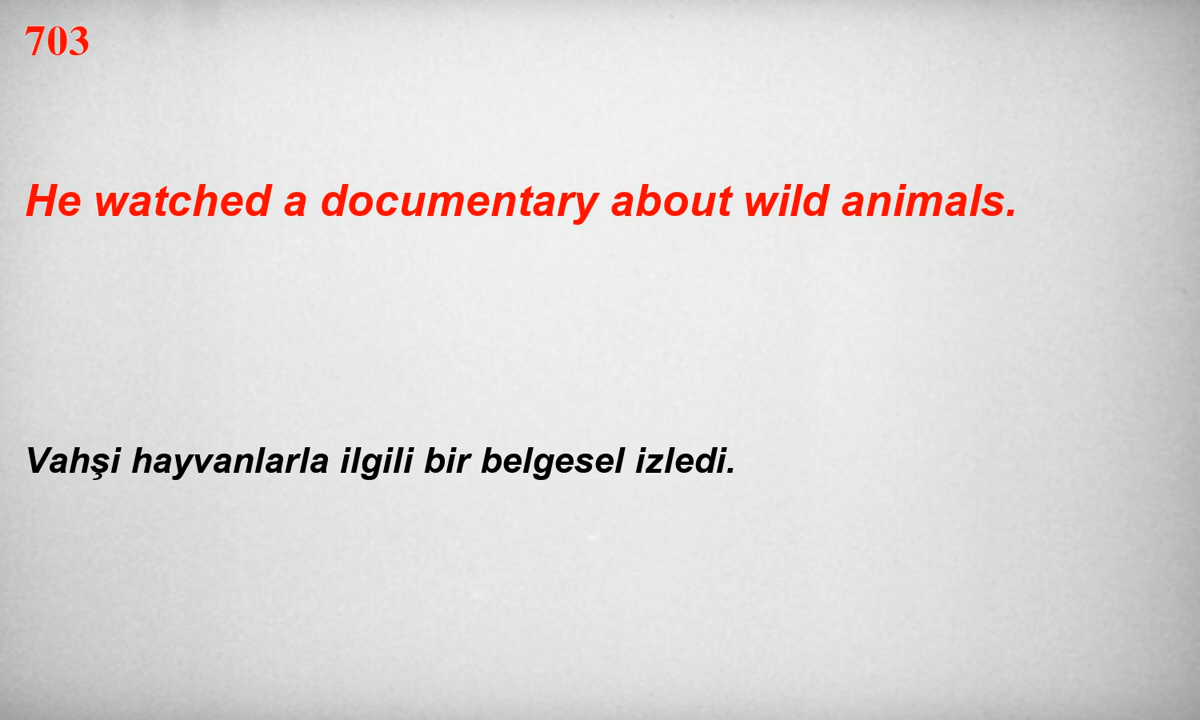 703
He watched a documentary about wild animals.
Vahşi hayvanlarla ilgili bir belgesel izledi.